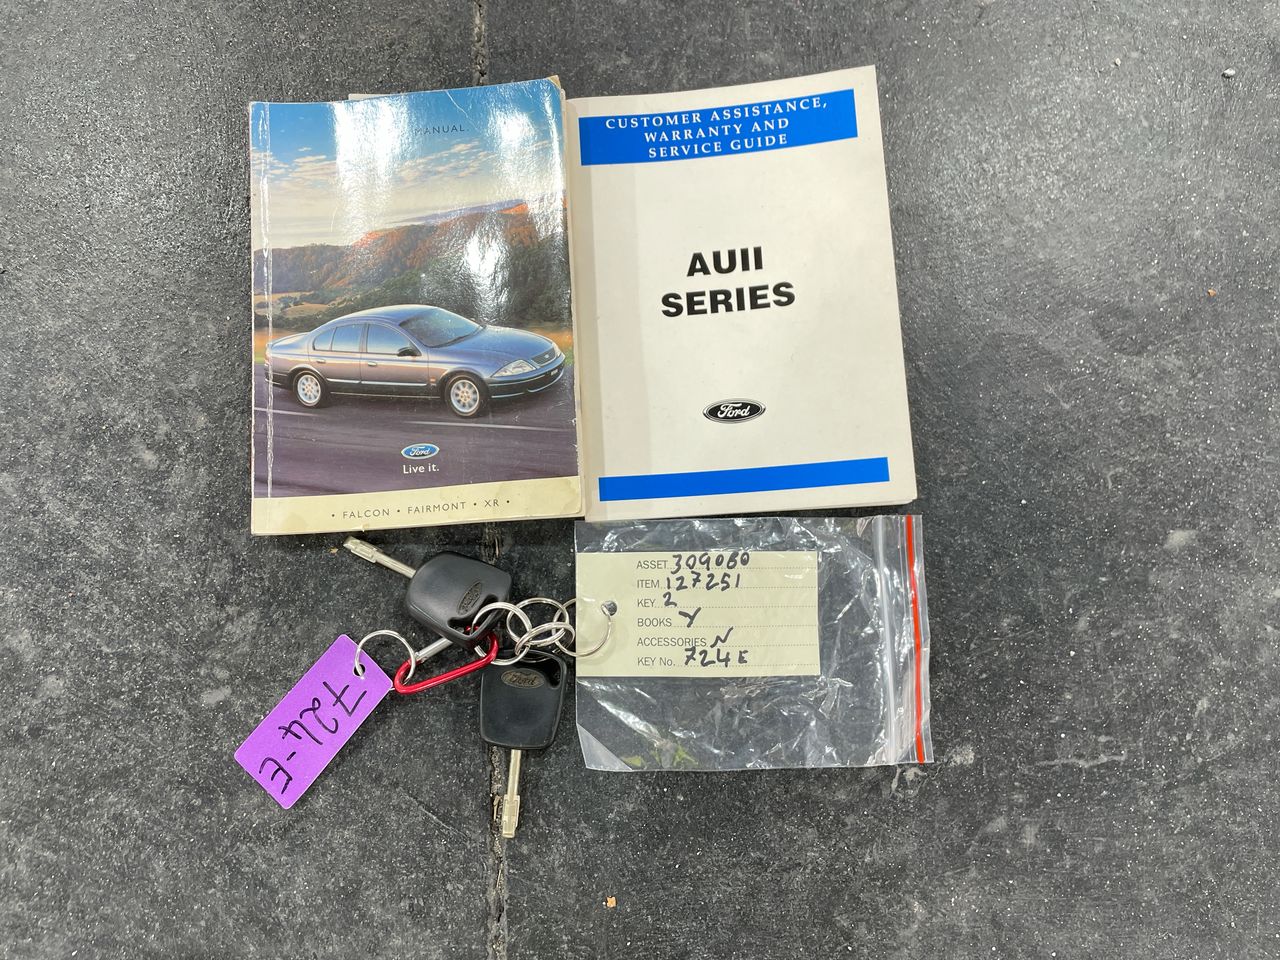 MANUAL.
Ford
Live it.
• FALCON • FAIRMONT • XR •
CUSTOMER ASSISTANCE,
WARRANTY AND
SERVICE GUIDE
AUII
SERIES
Ford
ASSET 309060
ITEM 127251
KEY 2
BOOKS Y
ACCESSORIES N
KEY No. 724E
Ford
Ford
724-E